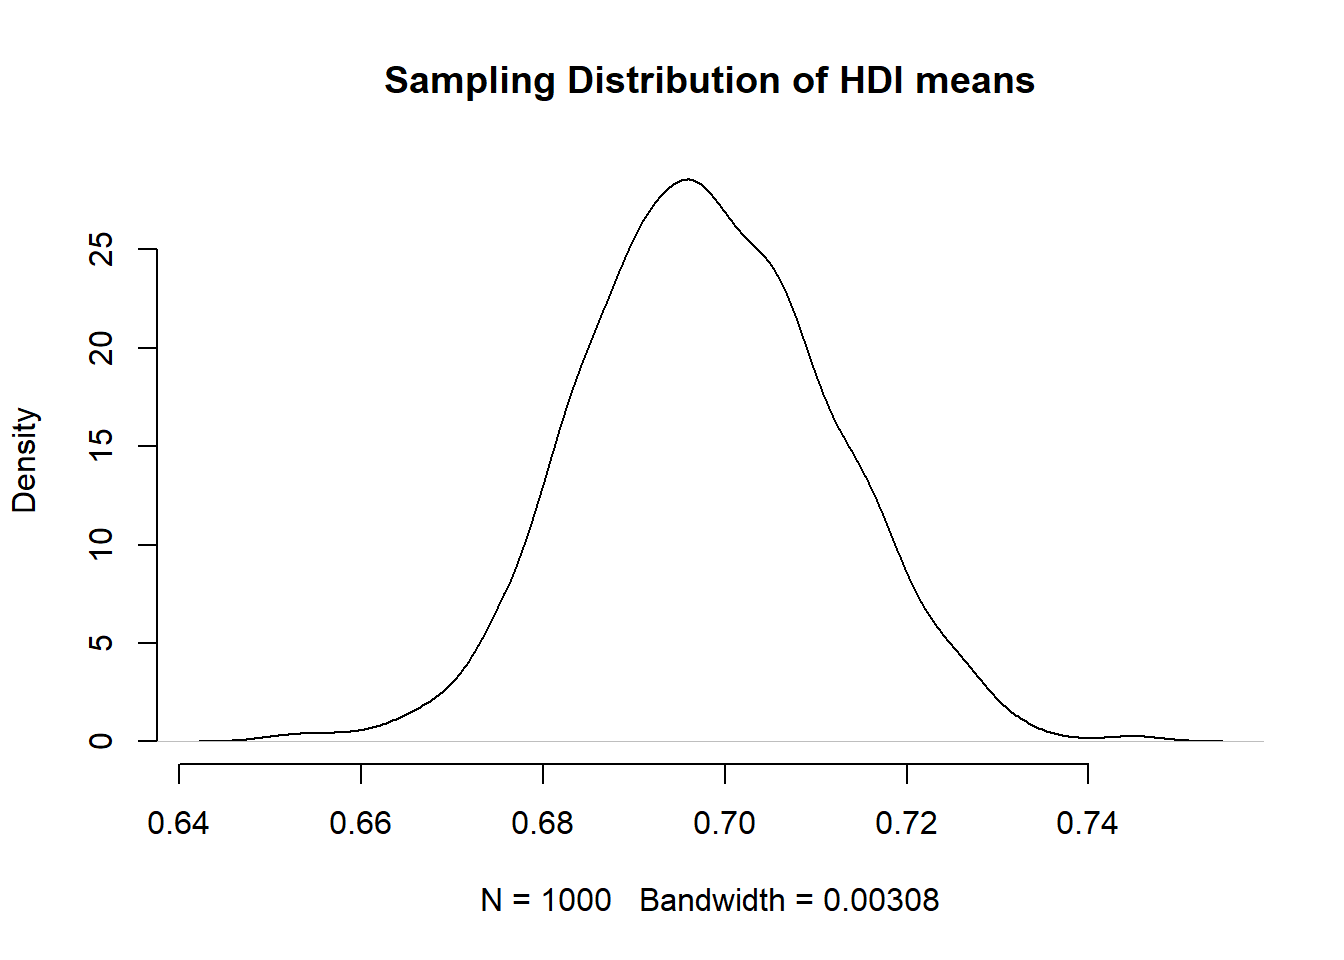 Sampling Distribution of HDI means
Density
25
20
15
10
5
0
0.64 0.66 0.68 0.70 0.72 0.74
N = 1000 Bandwidth = 0.00308